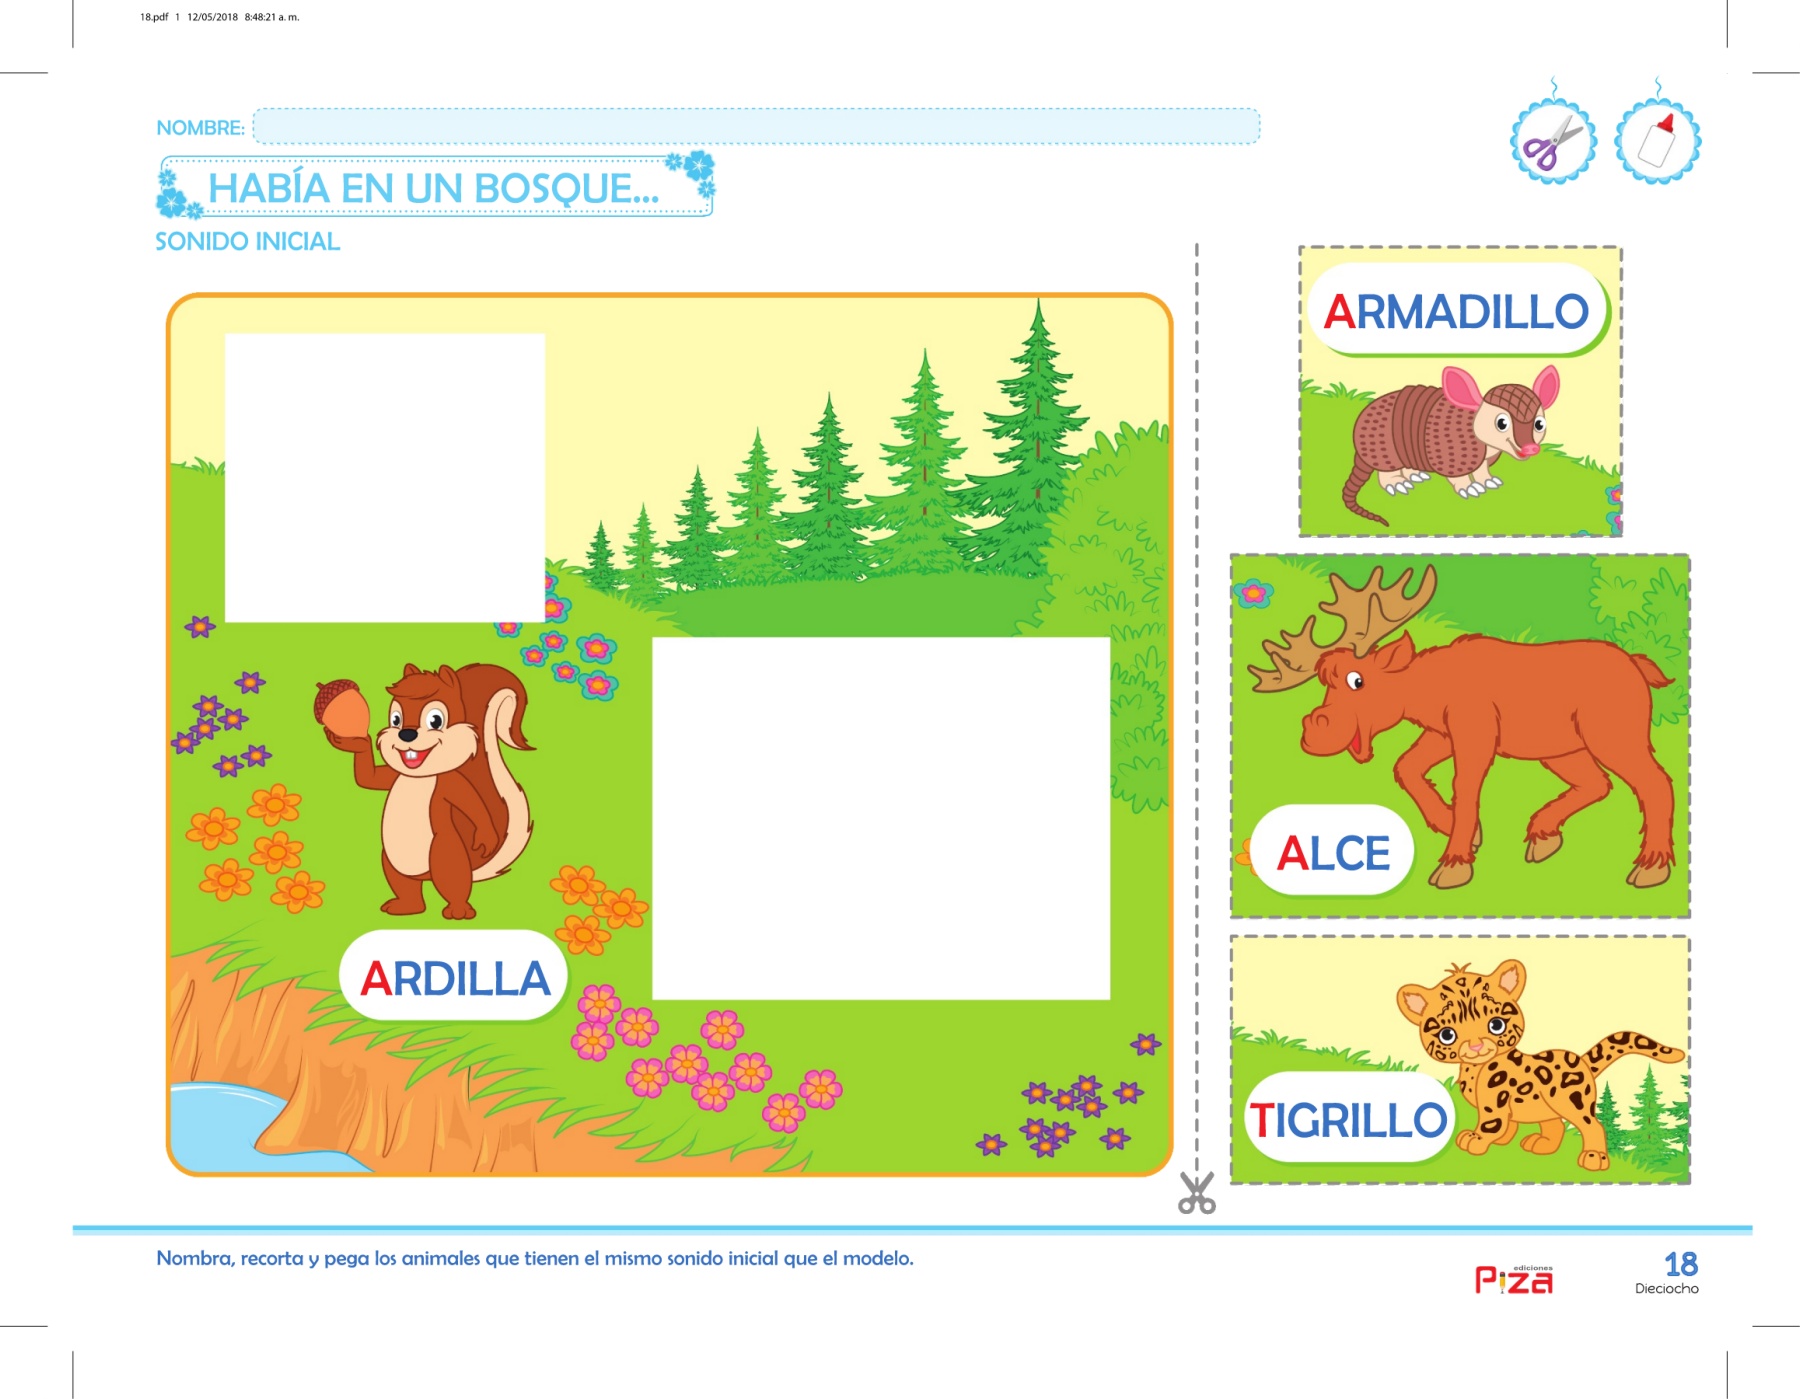 18.pdf 1 12/05/2018 8:48:21 a. m.
NOMBRE:
HABÍA EN UN BOSQUE...
SONIDO INICIAL
ARDILLA
ARMADILLO
ALCE
TIGRILLO
Nombra, recorta y pega los animales que tienen el mismo sonido inicial que el modelo.
ediciones
Piza
18
Dieciocho